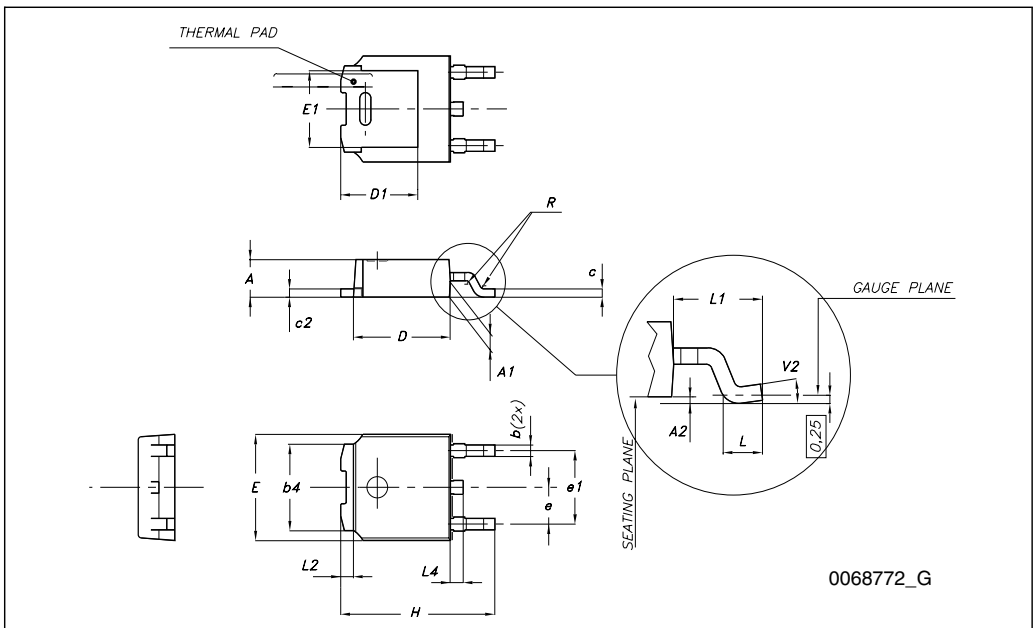 THERMAL PAD
E1
D1
R
A
c
c2
D
A1
L1
GAUGE PLANE
V2
A2
L
0,25
SEATING PLANE
b(2x)
E
b4
e
e1
L2
L4
H
0068772_G